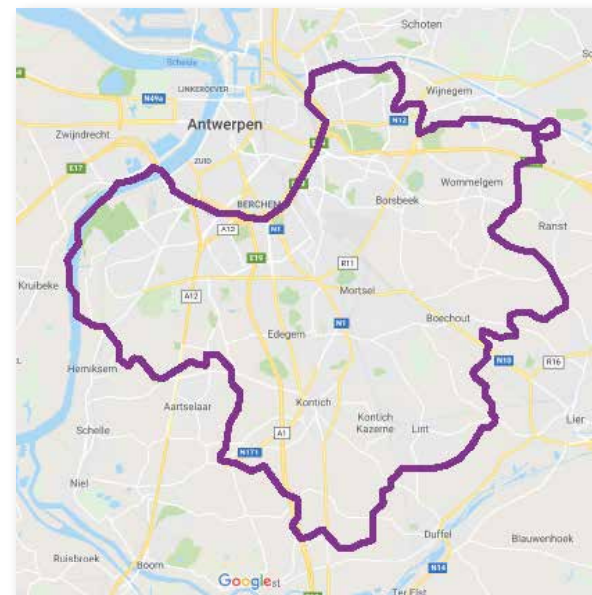 Schoten
Schelde
LINKEROEVER
Wijnegem
N49a
Antwerpen
N12
Zwijndrecht
E17
ZUID
Wommelgem
BERCHEM
Borsbeek
N1
A12
Ranst
E19
R11
Kruibeke
A12
Mortsel
N1
Boechout
Edegem
N10
R16
Hemiksem
Aartselaar
Kontich
Kontich
Kazerne
Lier
Schelle
A1
Lint
N171
Niel
Duffel
Blauwenhoek
Ruisbroek
Boom
N14
Google
Ter Elst